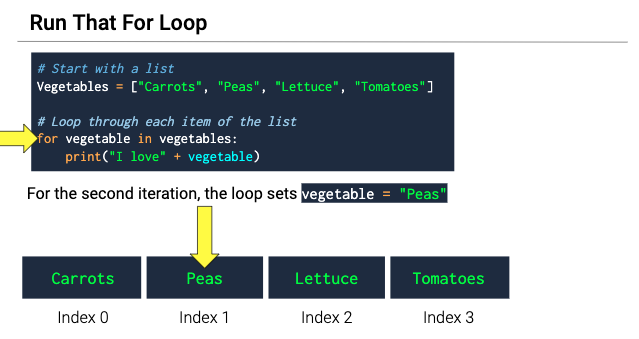 Run That For Loop
# Start with a list
Vegetables = ["Carrots", "Peas", "Lettuce", "Tomatoes"]
# Loop through each item of the list
for vegetable in vegetables:
    print("I love" + vegetable)
For the second iteration, the loop sets vegetable = "Peas"
Carrots Peas Lettuce Tomatoes
Index 0 Index 1 Index 2 Index 3